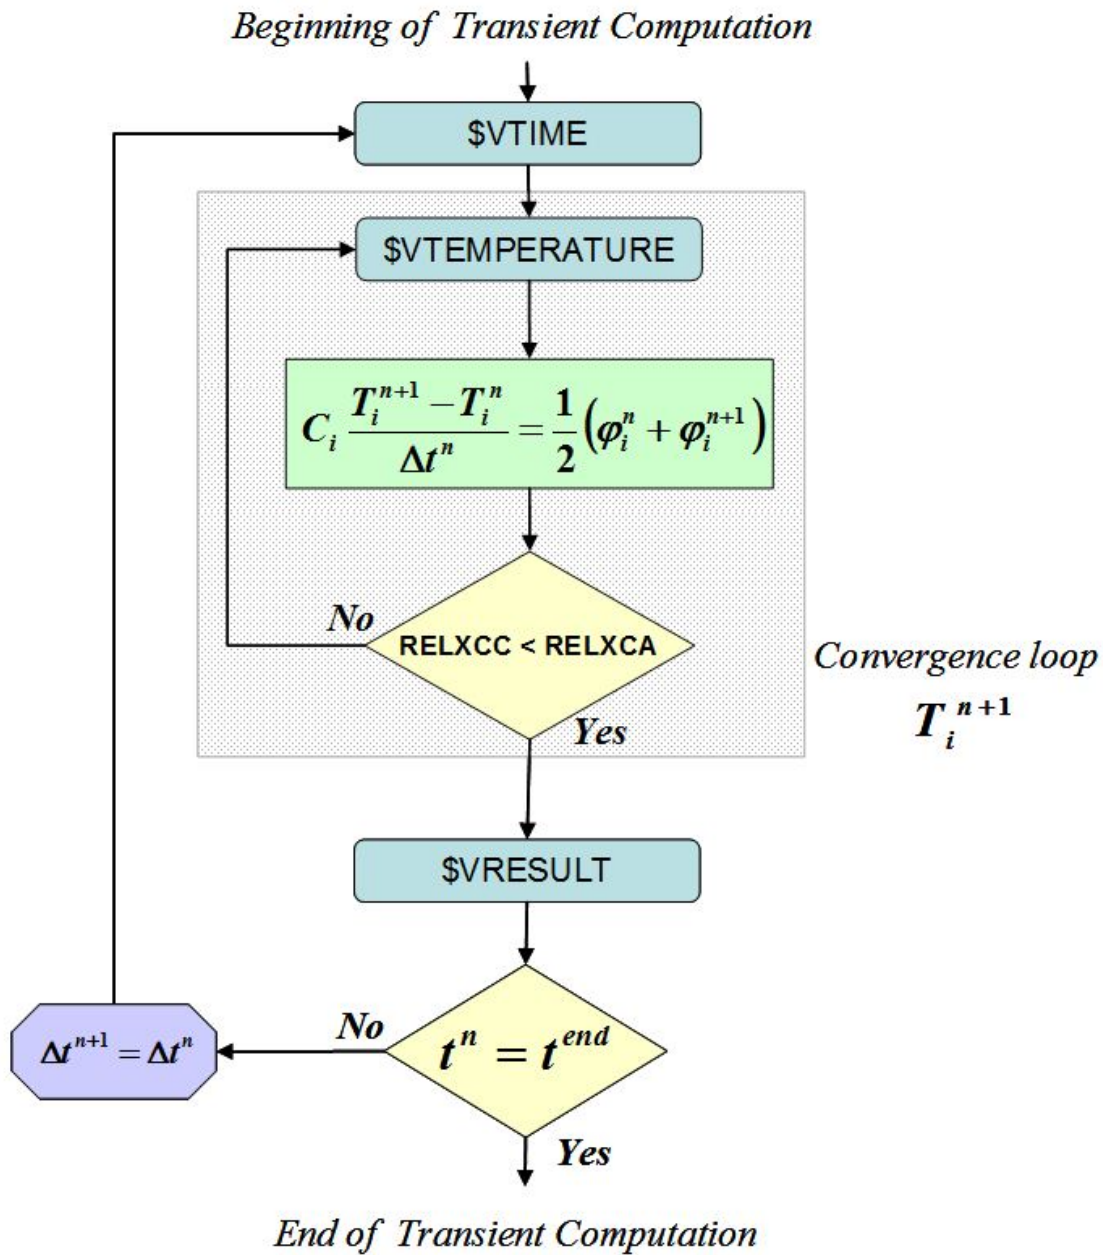 Beginning of Transient Computation
$VTIME
$VTEMPERATURE
C_i (T_i^{n+1} − T_i^n) / Δt^n = 1/2 (φ_i^n + φ_i^{n+1})
No
RELXCC < RELXCA
Convergence loop
T_i^{n+1}
Yes
$VRESULT
No
Δt^{n+1} = Δt^n
t^n = t^{end}
Yes
End of Transient Computation